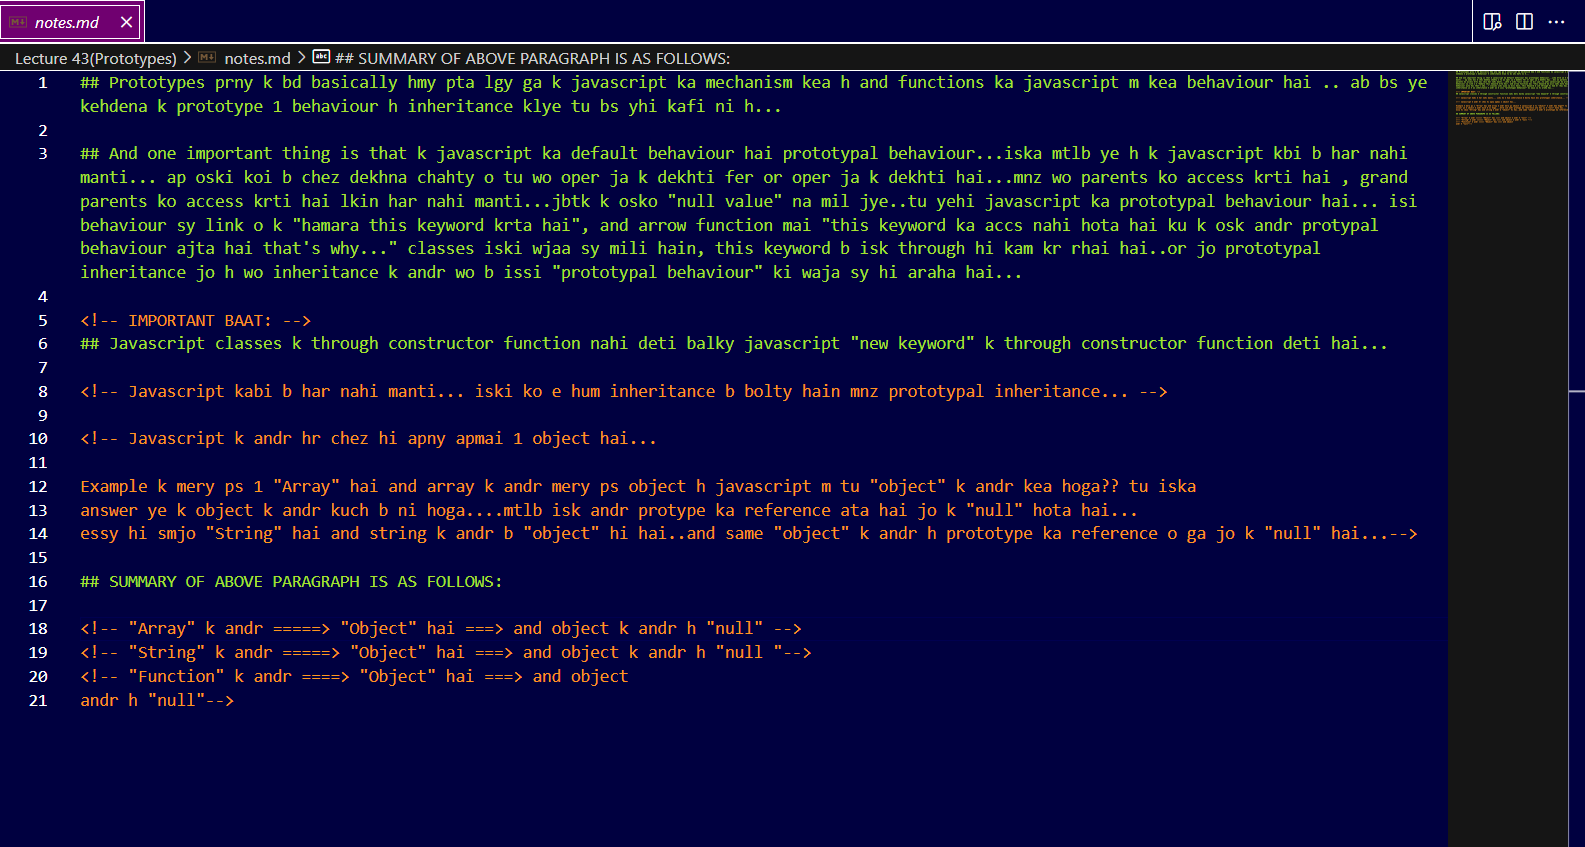 notes.md
Lecture 43(Prototypes) > notes.md > ## SUMMARY OF ABOVE PARAGRAPH IS AS FOLLOWS:
1 ## Prototypes prny k bd basically hmy pta lgy ga k javascript ka mechanism kea h and functions ka javascript m kea behaviour hai .. ab bs ye
kehdena k prototype 1 behaviour h inheritance klye tu bs yhi kafi ni h...
2
3 ## And one important thing is that k javascript ka default behaviour hai prototypal behaviour...iska mtlb ye h k javascript kbi b har nahi
manti... ap oski koi b chez dekhna chahty o tu wo oper ja k dekhti fer or oper ja k dekhti hai...mnz wo parents ko access krti hai , grand
parents ko access krti hai lkin har nahi manti...jbtk k osko "null value" na mil jye..tu yehi javascript ka prototypal behaviour hai... isi
behaviour sy link o k "hamara this keyword krta hai", and arrow function mai "this keyword ka accs nahi hota hai ku k osk andr protypal
behaviour ajta hai that's why..." classes iski wjaa sy mili hain, this keyword b isk through hi kam kr rhai hai..or jo prototypal
inheritance jo h wo inheritance k andr wo b issi "prototypal behaviour" ki waja sy hi araha hai...
4
5 <!-- IMPORTANT BAAT: -->
6 ## Javascript classes k through constructor function nahi deti balky javascript "new keyword" k through constructor function deti hai...
7
8 <!-- Javascript kabi b har nahi manti... iski ko e hum inheritance b bolty hain mnz prototypal inheritance... -->
9
10 <!-- Javascript k andr hr chez hi apny apmai 1 object hai...
11
12 Example k mery ps 1 "Array" hai and array k andr mery ps object h javascript m tu "object" k andr kea hoga?? tu iska
13 answer ye k object k andr kuch b ni hoga....mtlb isk andr protype ka reference ata hai jo k "null" hota hai...
14 essy hi smjo "String" hai and string k andr b "object" hi hai..and same "object" k andr h prototype ka reference o ga jo k "null" hai...-->
15
16 ## SUMMARY OF ABOVE PARAGRAPH IS AS FOLLOWS:
17
18 <!-- "Array" k andr =====> "Object" hai ===> and object k andr h "null" -->
19 <!-- "String" k andr =====> "Object" hai ===> and object k andr h "null "-->
20 <!-- "Function" k andr ====> "Object" hai ===> and object
21 andr h "null"-->